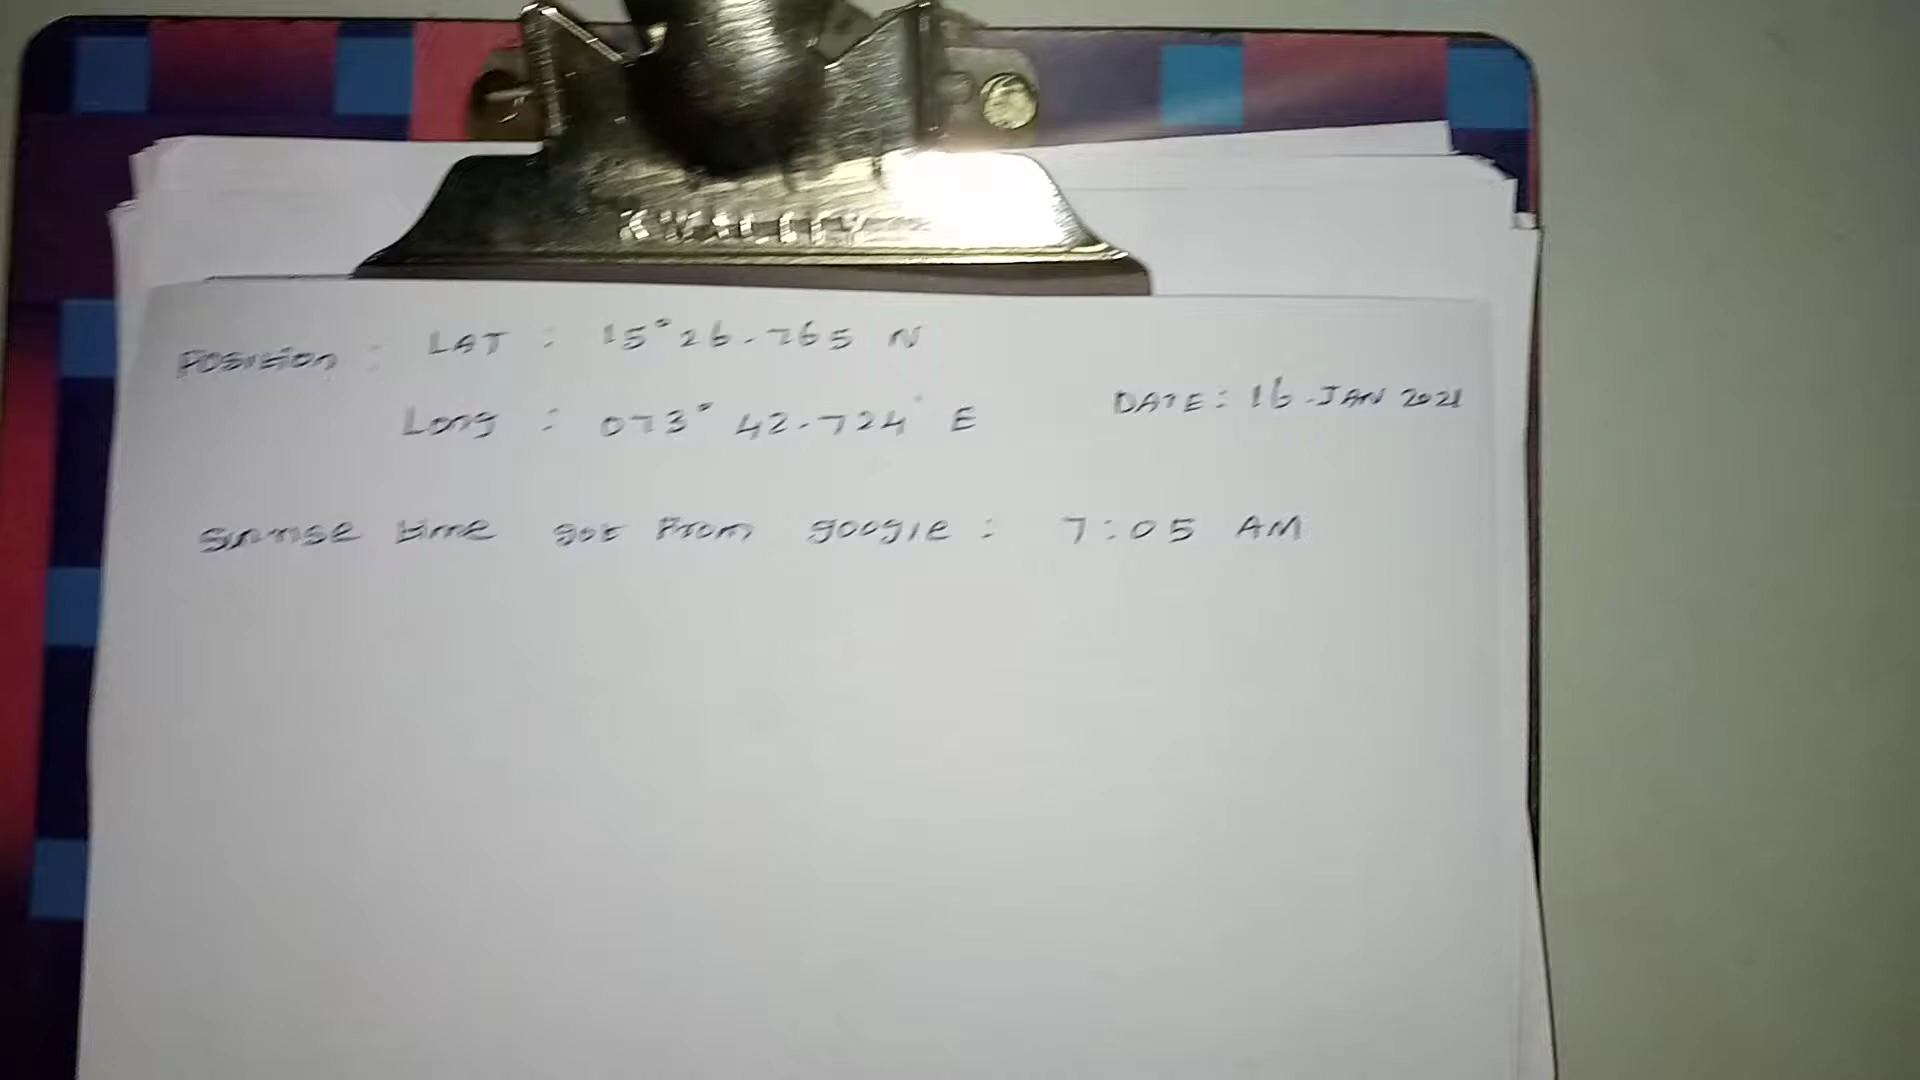 KWALITY
Position : LAT : 15° 26.765 N
Long : 073° 42.724' E
DATE: 16 JAN 2021
sunrise time got from google : 7:05 AM